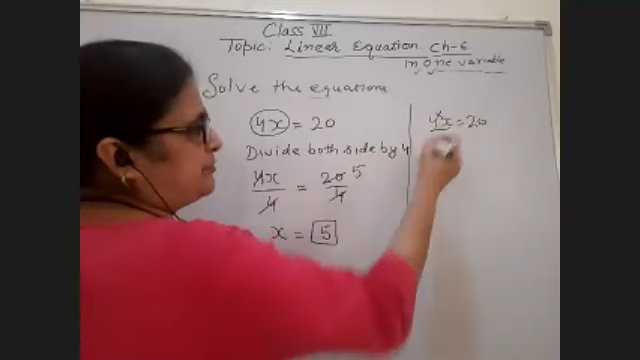 Class VII
Topic: Linear Equation Ch-6
in One variable
Solve the equations
4x = 20
Divide both side by 4
4x/4 = 20/4 5
x = 5
4x = 20